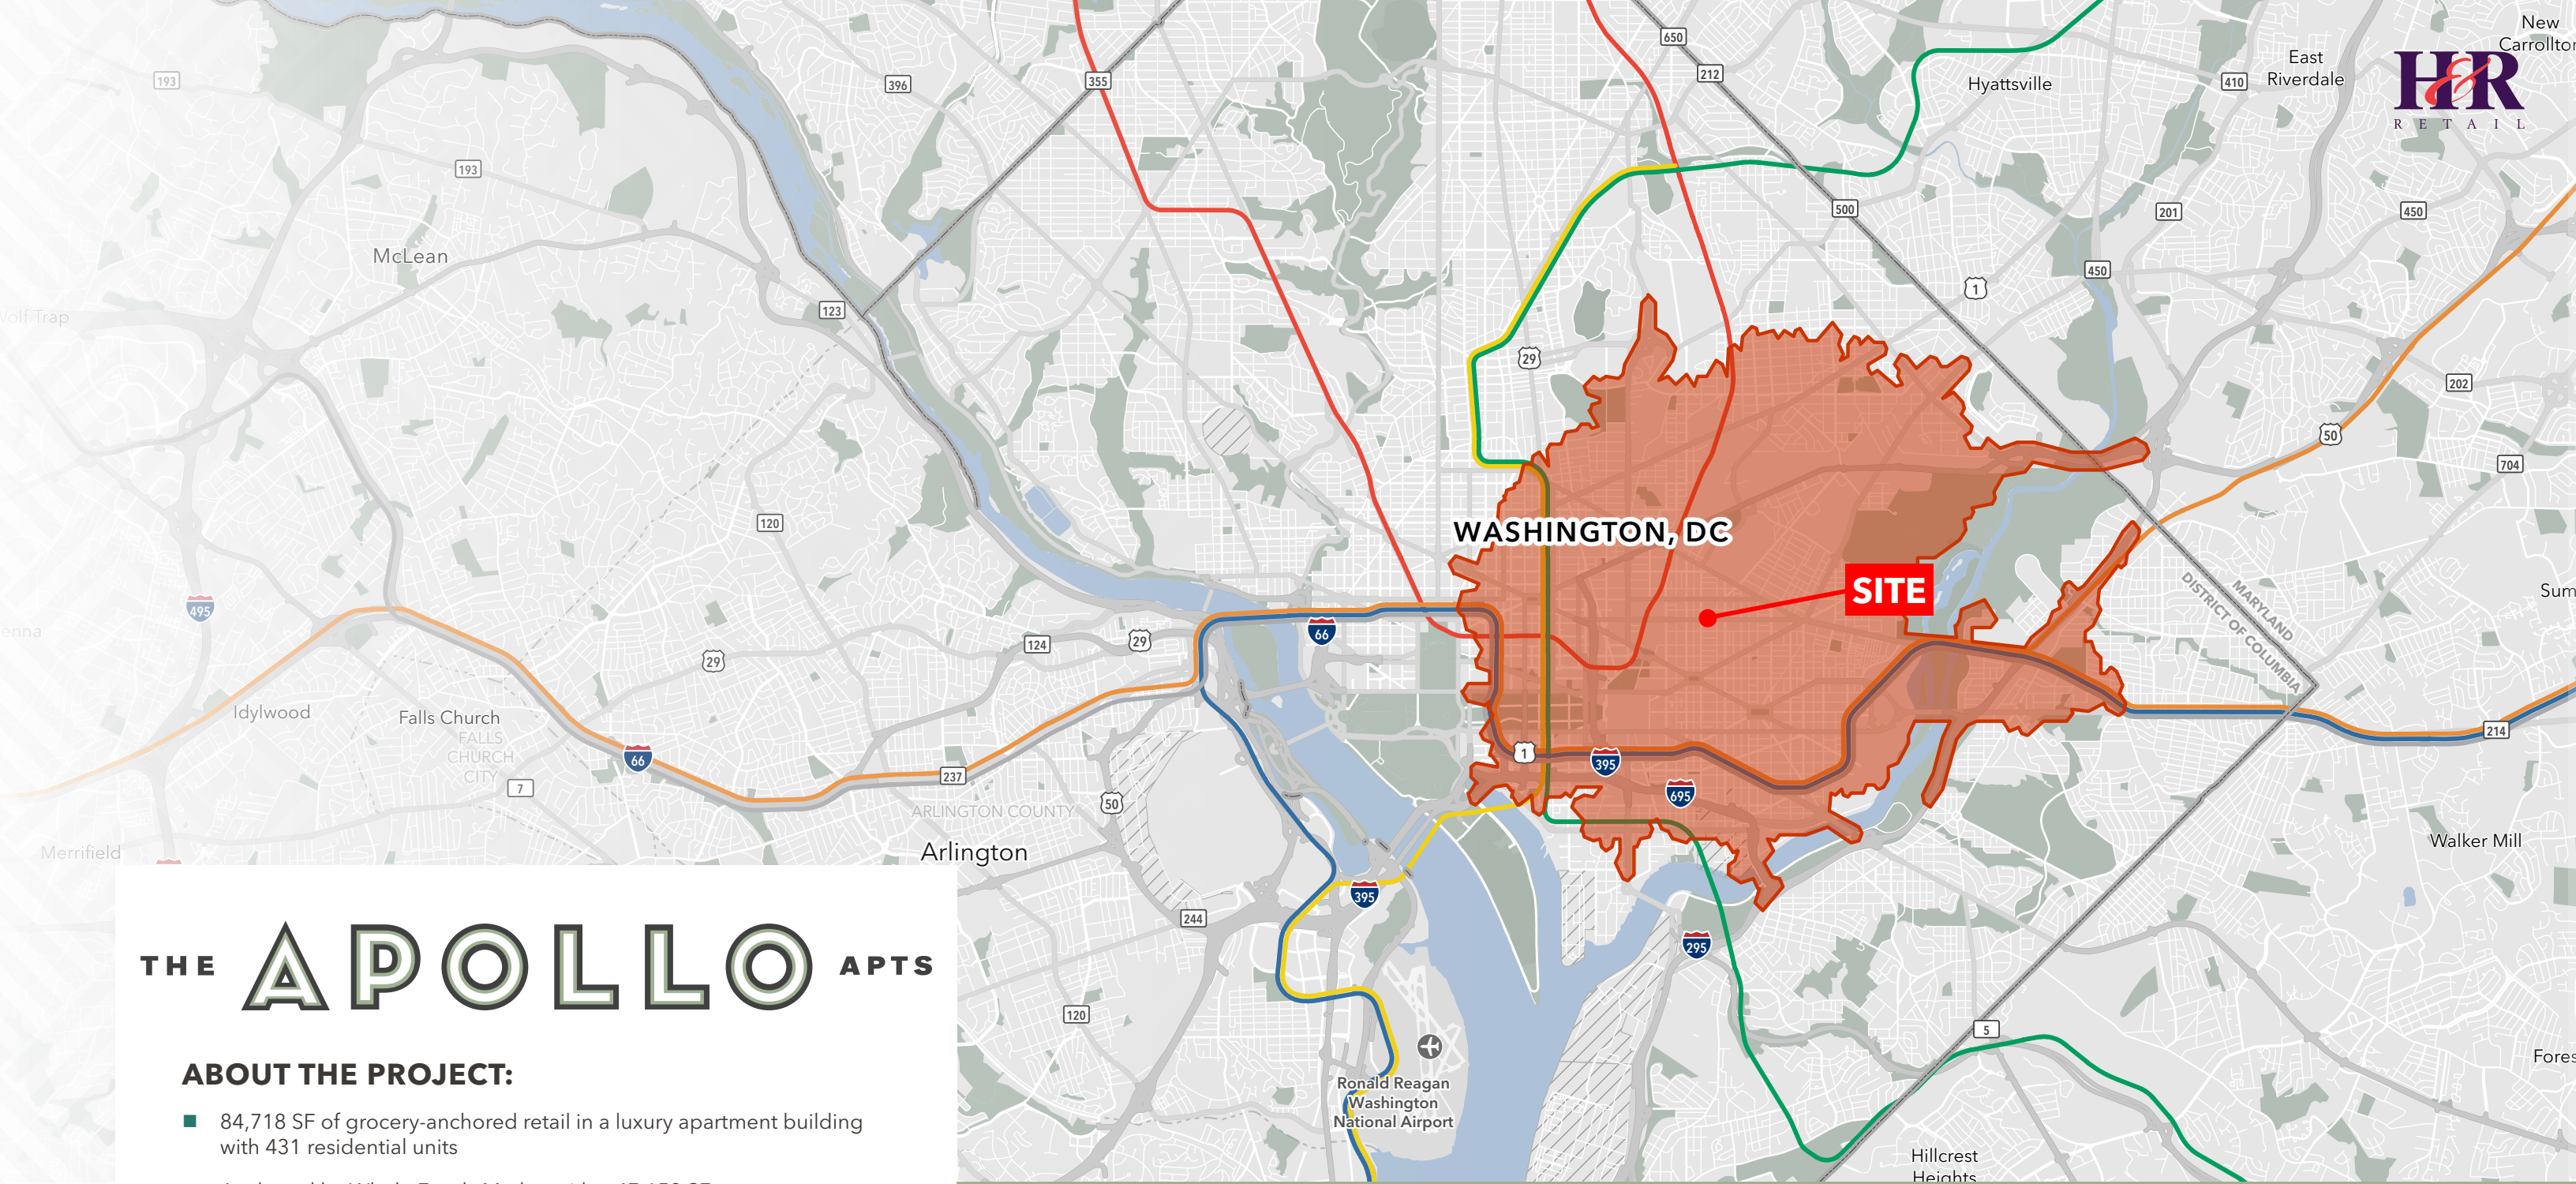 New
Carrollton
650
East
Riverdale
H&R
RETAIL
193
355
396
212
Hyattsville
410
193
500
201
450
McLean
450
1
Wolf Trap
123
29
202
50
704
120
WASHINGTON, DC
SITE
MARYLAND
DISTRICT OF COLUMBIA
495
66
124
29
29
214
Idylwood
Falls Church
FALLS
CHURCH
CITY
66
237
7
1
395
695
50
ARLINGTON COUNTY
Merrifield
Arlington
Walker Mill
395
244
295
120
5
THE APOLLO APTS
Ronald Reagan
Washington
National Airport
ABOUT THE PROJECT:
84,718 SF of grocery-anchored retail in a luxury apartment building
with 431 residential units
Hillcrest
Heights